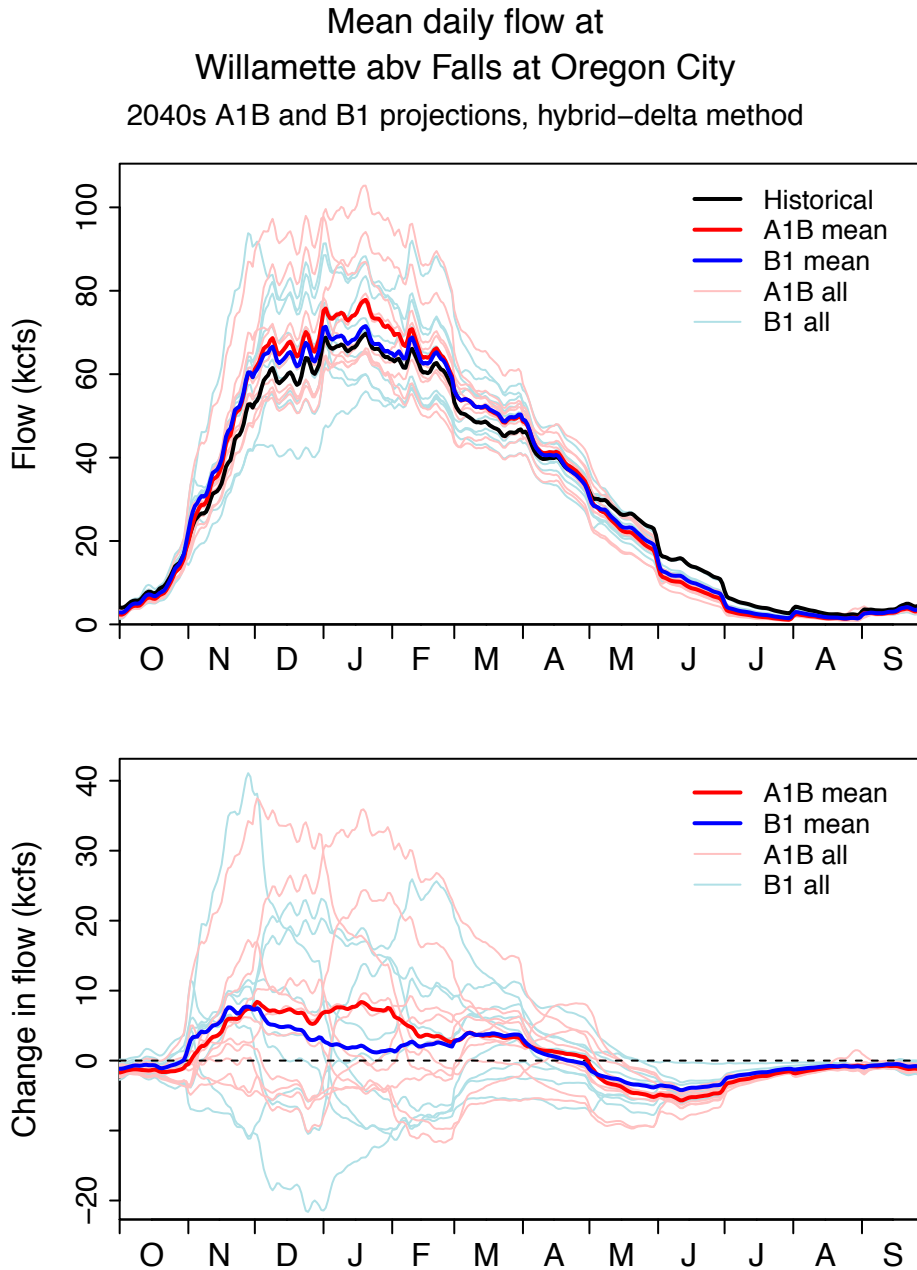 Mean daily flow at
Willamette abv Falls at Oregon City
2040s A1B and B1 projections, hybrid−delta method
Flow (kcfs)
100
80
60
40
20
0
Historical
A1B mean
B1 mean
A1B all
B1 all
O N D J F M A M J J A S
Change in flow (kcfs)
40
30
20
10
0
−20
A1B mean
B1 mean
A1B all
B1 all
O N D J F M A M J J A S